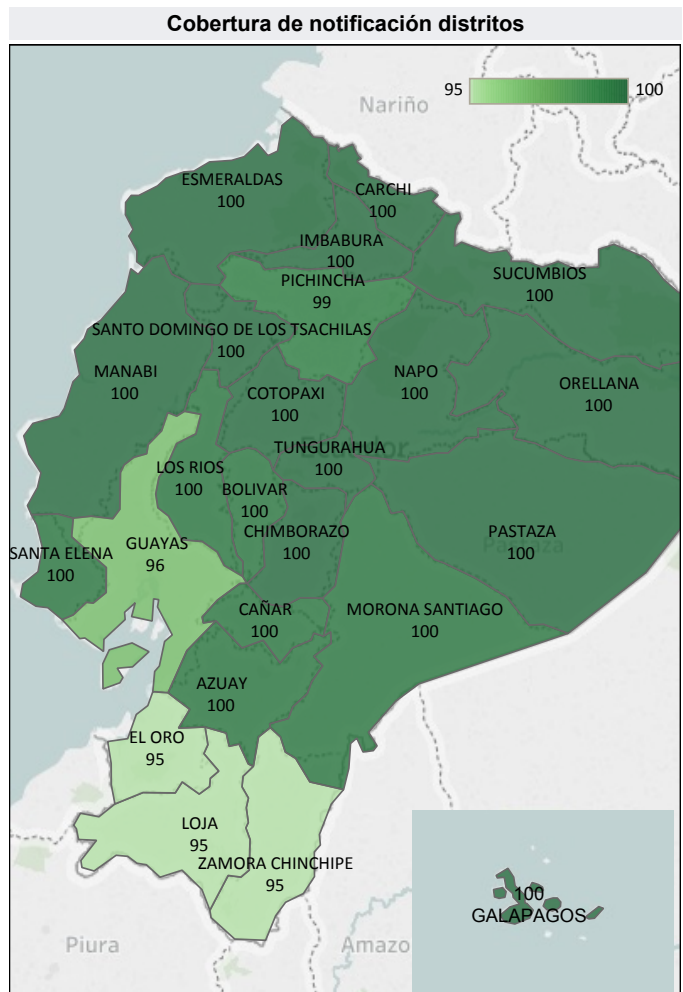 Cobertura de notificación distritos
95
100
Nariño
ESMERALDAS
100
CARCHI
100
IMBABURA
100
SUCUMBIOS
100
PICHINCHA
99
SANTO DOMINGO DE LOS TSACHILAS
100
MANABI
100
COTOPAXI
100
NAPO
100
ORELLANA
100
TUNGURAHUA
100
Ecuador
LOS RIOS
100
BOLIVAR
100
CHIMBORAZO
100
PASTAZA
100
Pastaza
SANTA ELENA
100
GUAYAS
96
CAÑAR
100
MORONA SANTIAGO
100
AZUAY
100
EL ORO
95
LOJA
95
ZAMORA CHINCHIPE
95
100
GALAPAGOS
Piura
Amazo